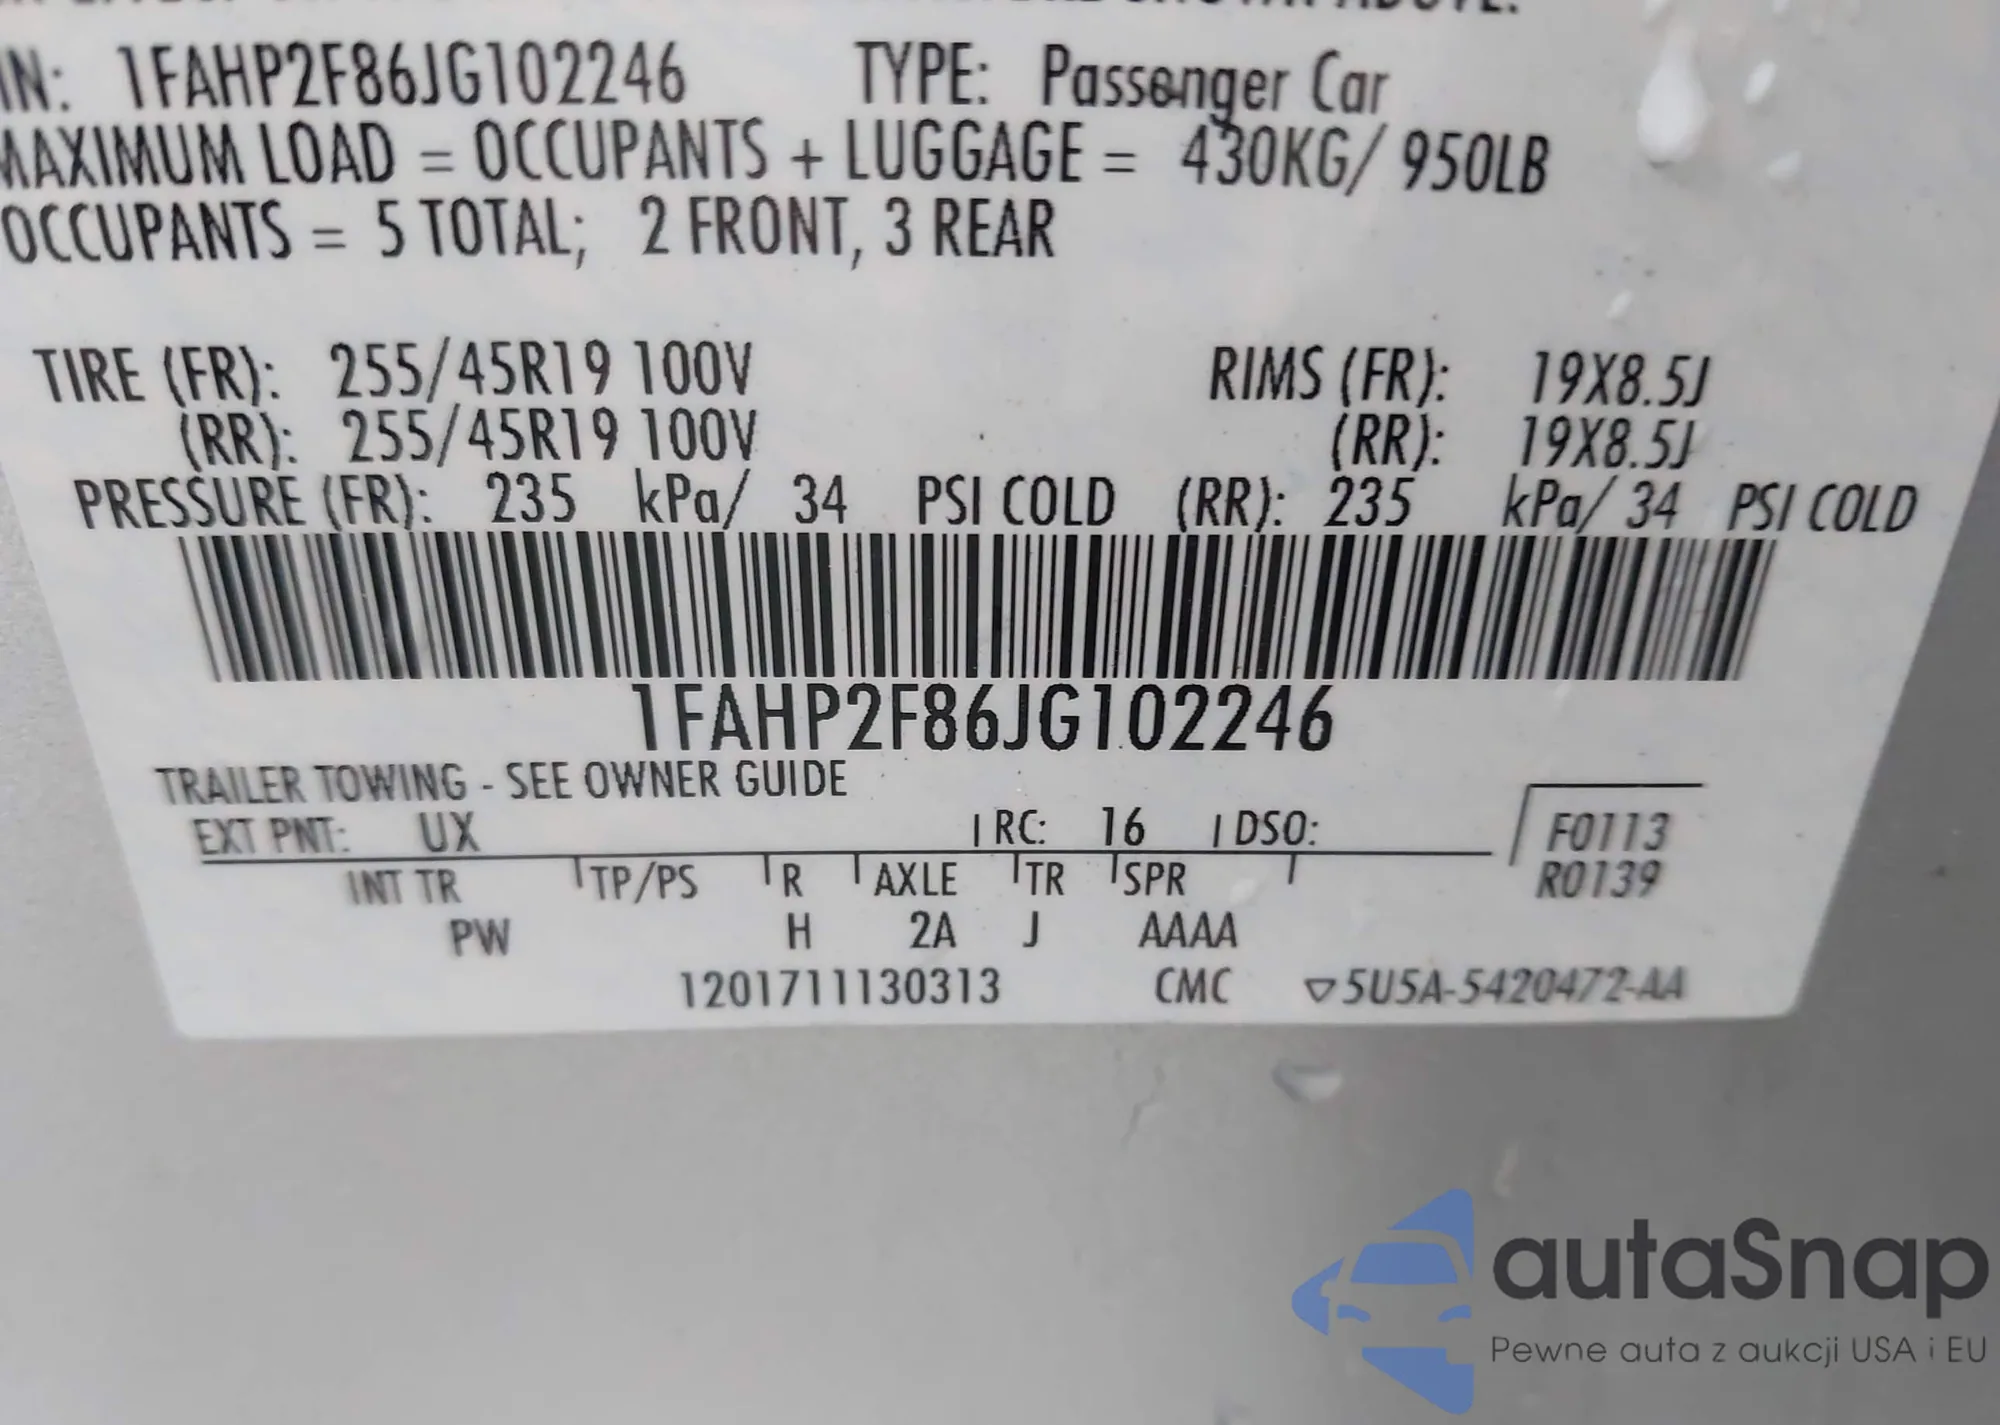 IN: 1FAHP2F86JG102246 TYPE: Passenger Car
MAXIMUM LOAD = OCCUPANTS + LUGGAGE = 430KG/ 950LB
OCCUPANTS = 5 TOTAL; 2 FRONT, 3 REAR
TIRE (FR): 255/45R19 100V RIMS (FR): 19X8.5J
(RR): 255/45R19 100V (RR): 19X8.5J
PRESSURE (FR): 235 kPa/ 34 PSI COLD (RR): 235 kPa/ 34 PSI COLD
1FAHP2F86JG102246
TRAILER TOWING - SEE OWNER GUIDE
EXT PNT: UX RC: 16 DSO: F0113
INT TR TP/PS R AXLE TR SPR R0139
PW H 2A J AAAA
1201711130313 CMC ▽5U5A-5420472-AA
autaSnap
Pewne auta z aukcji USA i EU